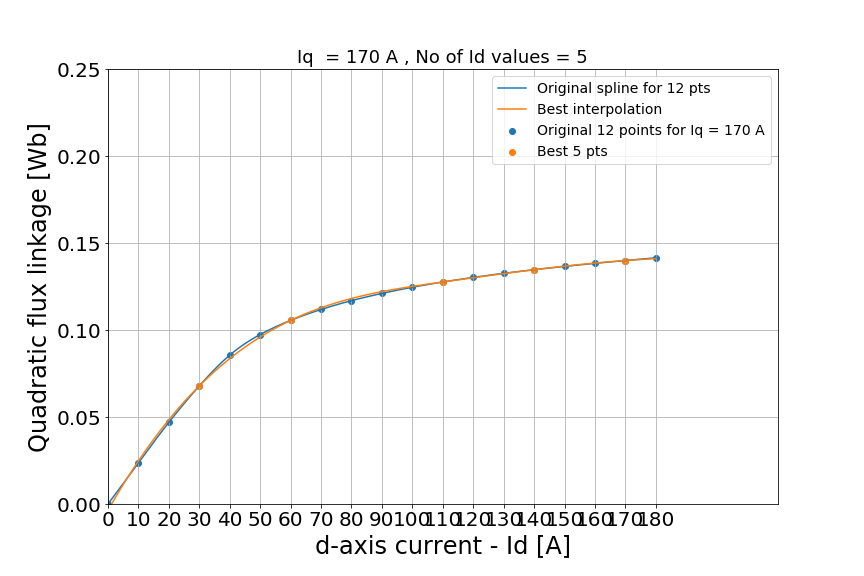 Iq  = 170 A , No of Id values = 5
0.25
0.20
0.15
0.10
0.05
0.00
Quadratic flux linkage [Wb]
Original spline for 12 pts
Best interpolation
Original 12 points for Iq = 170 A
Best 5 pts
0 10 20 30 40 50 60 70 80 90 100 110 120 130 140 150 160 170 180
d-axis current - Id [A]